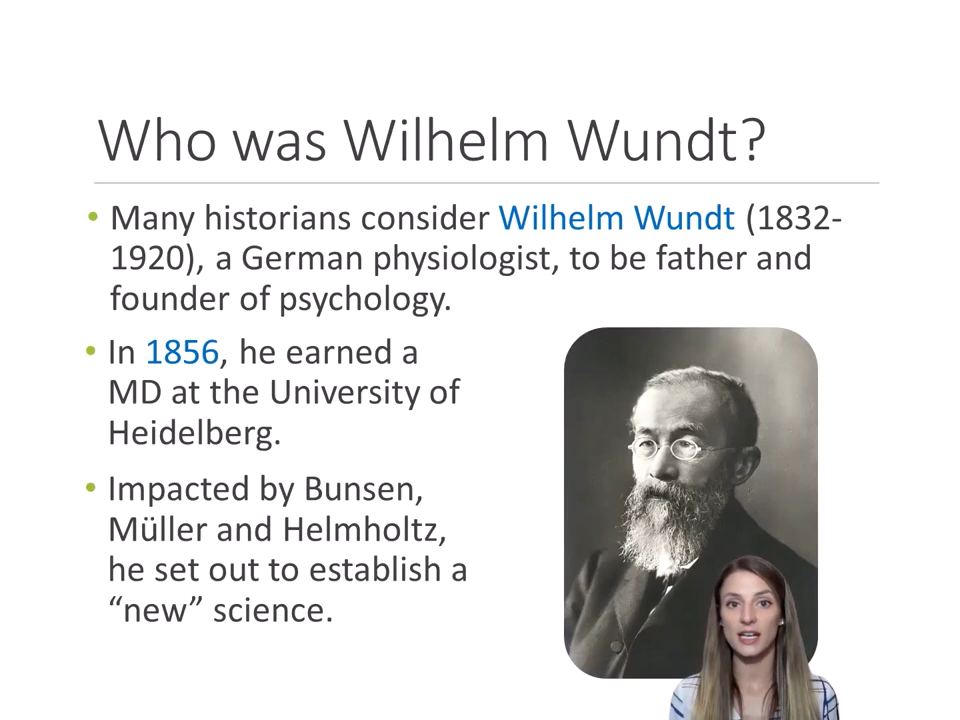 Who was Wilhelm Wundt?
• Many historians consider Wilhelm Wundt (1832-
1920), a German physiologist, to be father and
founder of psychology.
• In 1856, he earned a
MD at the University of
Heidelberg.
• Impacted by Bunsen,
Müller and Helmholtz,
he set out to establish a
“new” science.